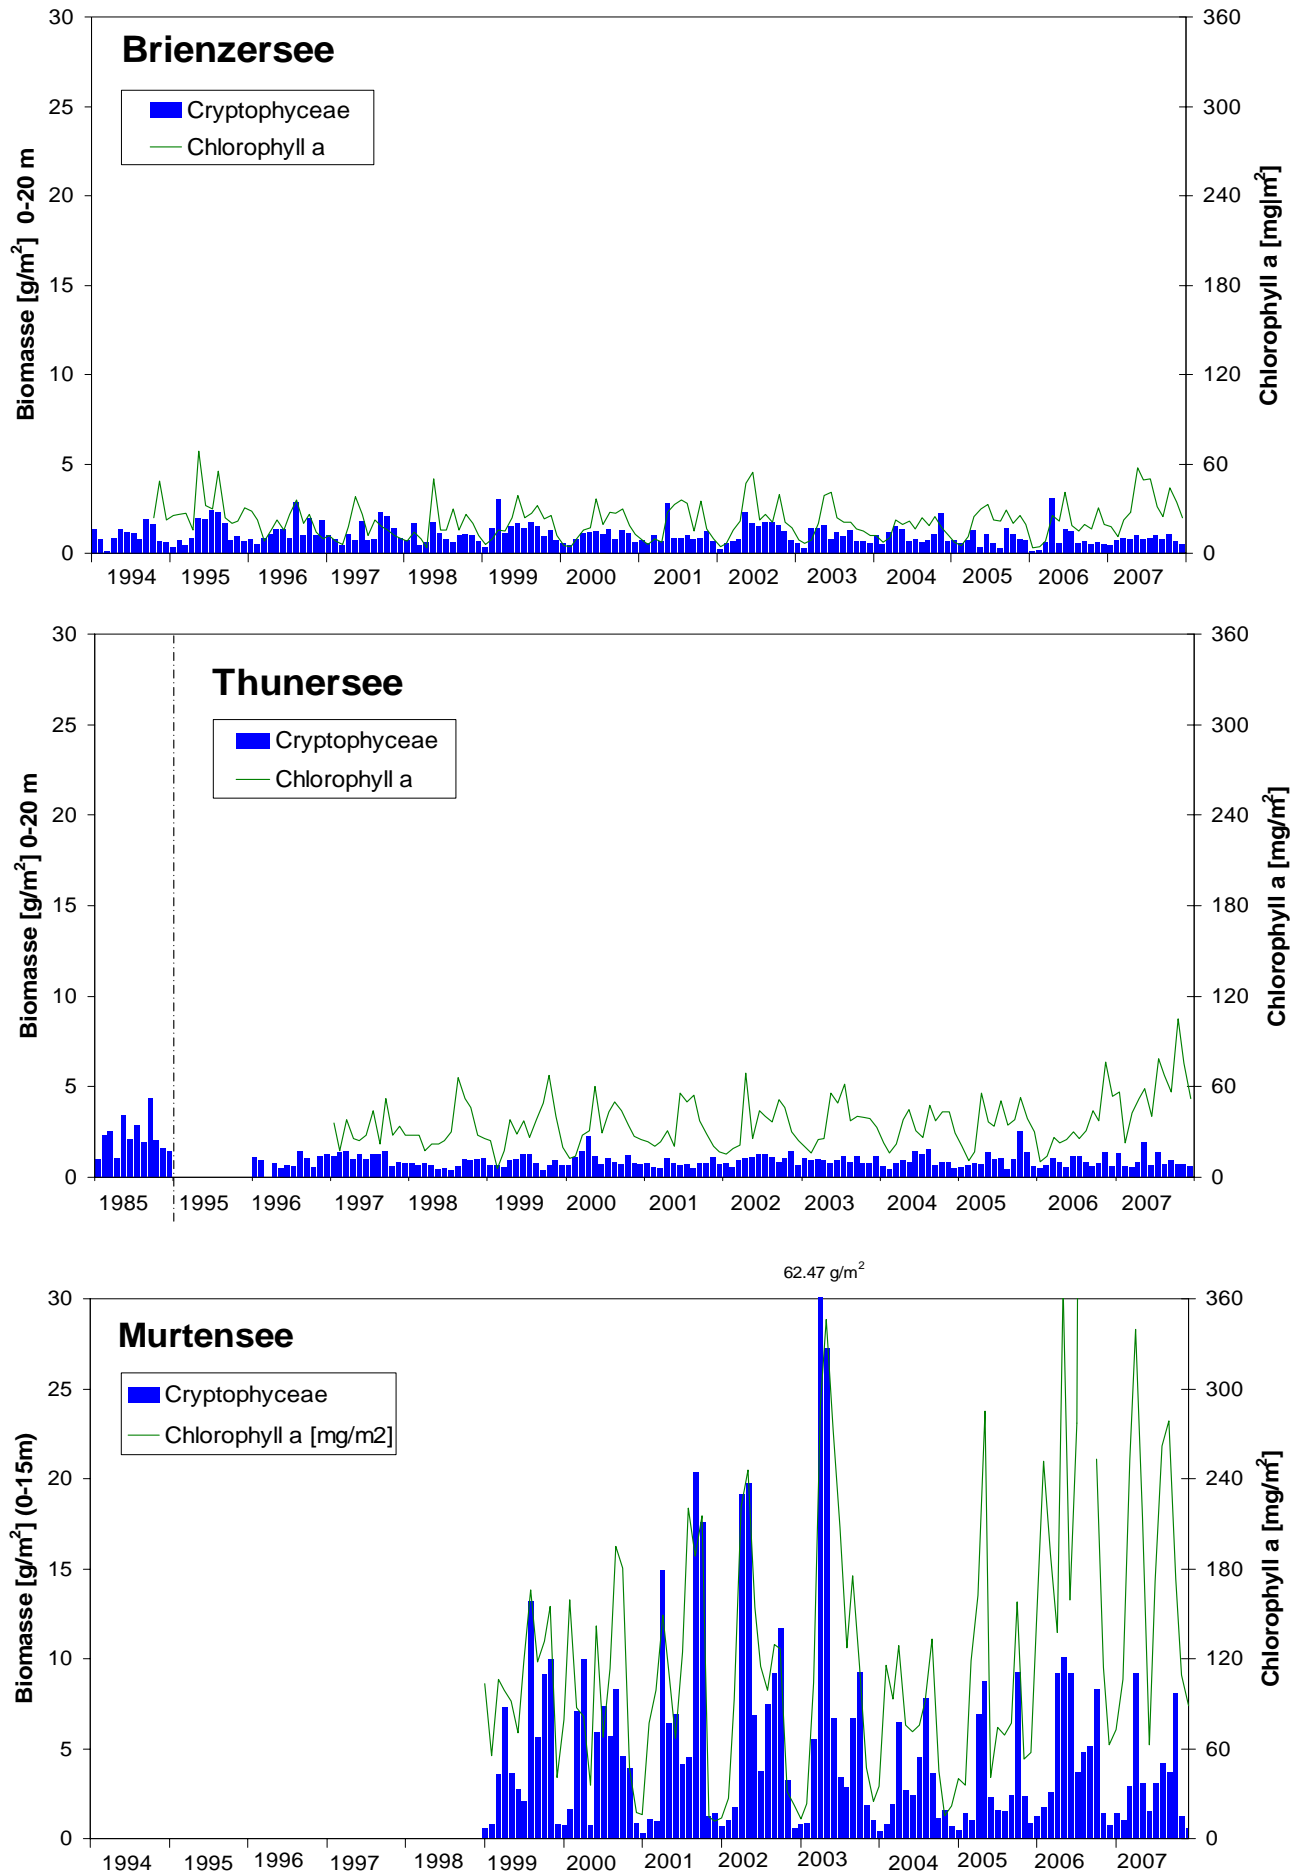 Brienzersee
Cryptophyceae
Chlorophyll a
30
25
20
15
10
5
0
Biomasse [g/m²] 0-20 m
360
300
240
180
120
60
0
Chlorophyll a [mg|m²]
1994 1995 1996 1997 1998 1999 2000 2001 2002 2003 2004 2005 2006 2007
Thunersee
Cryptophyceae
Chlorophyll a
30
25
20
15
10
5
0
Biomasse [g/m²] 0-20 m
360
300
240
180
120
60
0
Chlorophyll a [mg/m²]
1985 1995 1996 1997 1998 1999 2000 2001 2002 2003 2004 2005 2006 2007
62.47 g/m²
Murtensee
Cryptophyceae
Chlorophyll a [mg/m2]
30
25
20
15
10
5
0
Biomasse [g/m²] (0-15m)
360
300
240
180
120
60
0
Chlorophyll a [mg/m²]
1994 1995 1996 1997 1998 1999 2000 2001 2002 2003 2004 2005 2006 2007